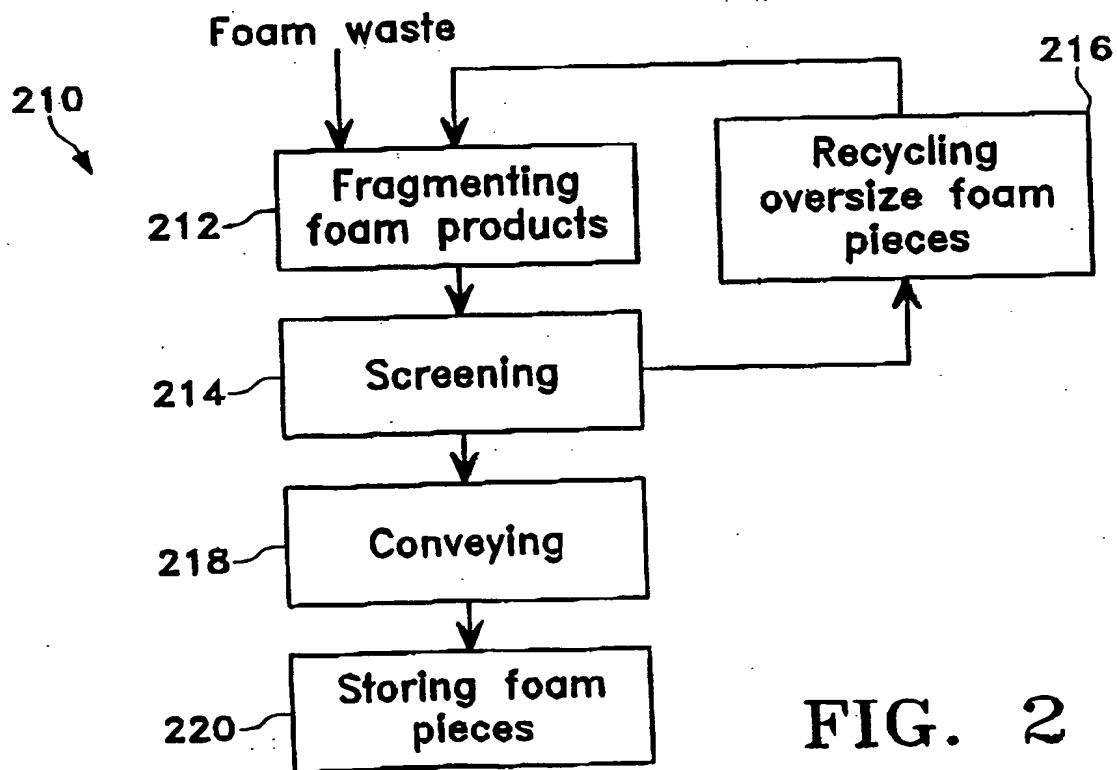 Foam waste
210
216
Fragmenting
foam products
212
Recycling
oversize foam
pieces
Screening
214
Conveying
218
Storing foam
pieces
220
FIG. 2